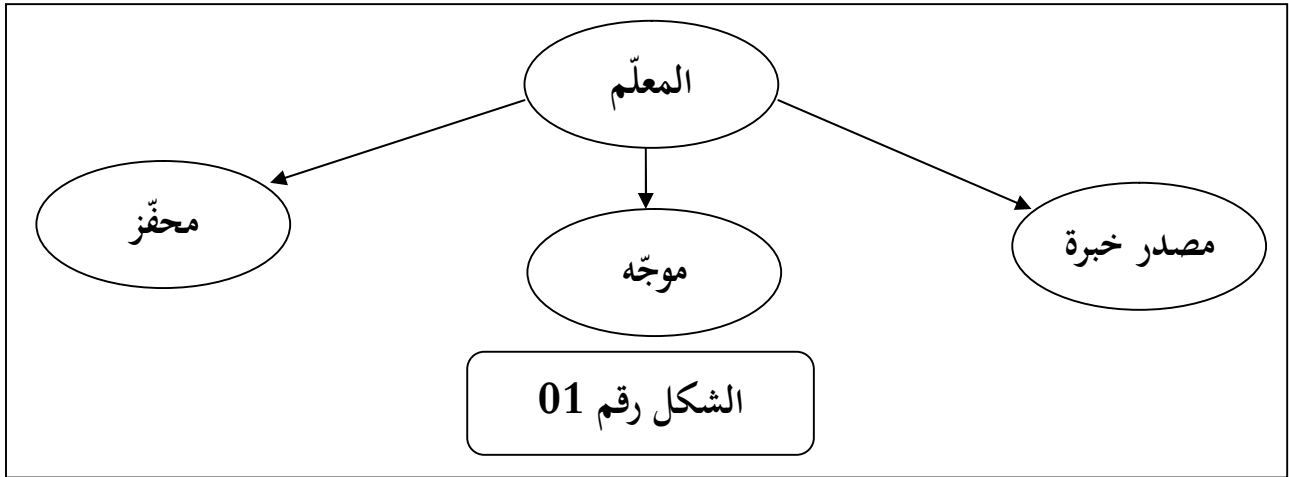 المعلّم
مصدر خبرة
موجّه
محفّز
الشكل رقم 01